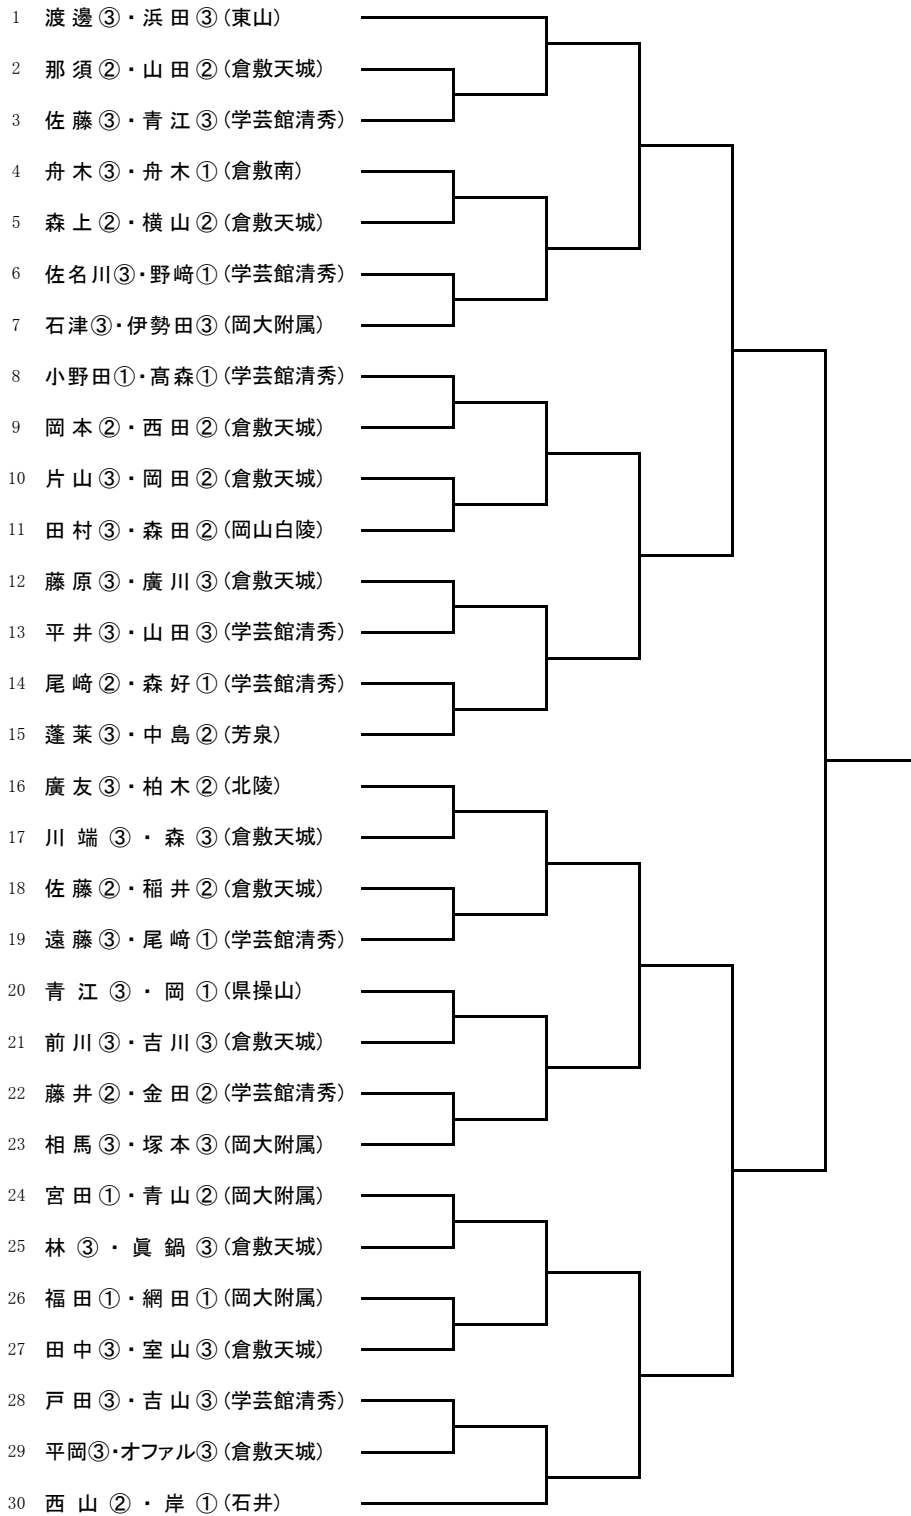 1 渡邊③・浜田③(東山)
2 那須②・山田②(倉敷天城)
3 佐藤③・青江③(学芸館清秀)
4 舟木③・舟木①(倉敷南)
5 森上②・横山②(倉敷天城)
6 佐名川③・野﨑①(学芸館清秀)
7 石津③・伊勢田③(岡大附属)
8 小野田①・髙森①(学芸館清秀)
9 岡本②・西田②(倉敷天城)
10 片山③・岡田②(倉敷天城)
11 田村③・森田②(岡山白陵)
12 藤原③・廣川③(倉敷天城)
13 平井③・山田③(学芸館清秀)
14 尾﨑②・森好①(学芸館清秀)
15 蓬莱③・中島②(芳泉)
16 廣友③・柏木②(北陵)
17 川端③・森③(倉敷天城)
18 佐藤②・稲井②(倉敷天城)
19 遠藤③・尾﨑①(学芸館清秀)
20 青江③・岡①(県操山)
21 前川③・吉川③(倉敷天城)
22 藤井②・金田②(学芸館清秀)
23 相馬③・塚本③(岡大附属)
24 宮田①・青山②(岡大附属)
25 林③・眞鍋③(倉敷天城)
26 福田①・網田①(岡大附属)
27 田中③・室山③(倉敷天城)
28 戸田③・吉山③(学芸館清秀)
29 平岡③・オファル③(倉敷天城)
30 西山②・岸①(石井)